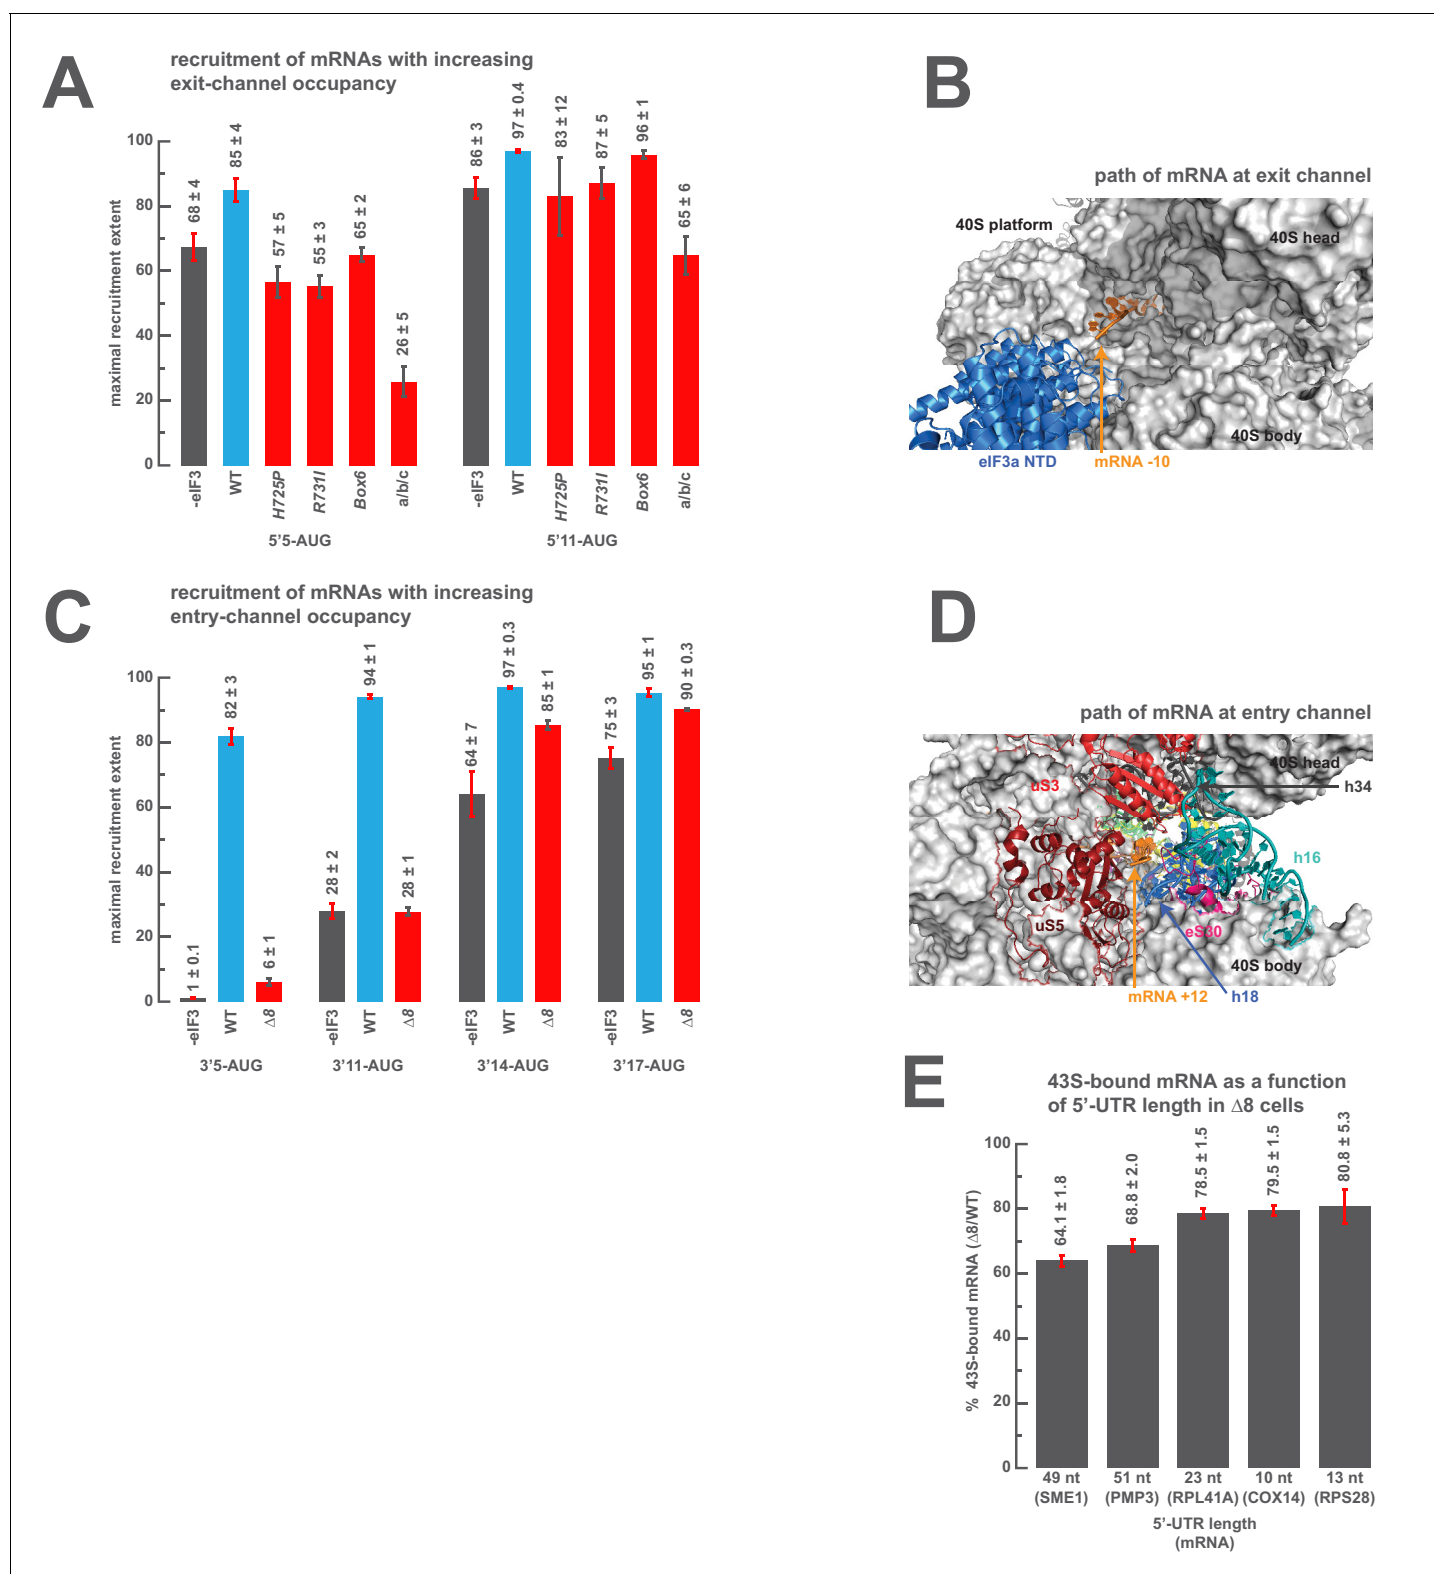 A
recruitment of mRNAs with increasing
exit-channel occupancy
maximal recruitment extent
100
80
60
40
20
0
68 ± 4
85 ± 4
57 ± 5
55 ± 3
65 ± 2
26 ± 5
86 ± 3
97 ± 0.4
83 ± 12
87 ± 5
96 ± 1
65 ± 6
-eIF3
WT
H725P
R731I
Box6
a/b/c
-eIF3
WT
H725P
R731I
Box6
a/b/c
5’5-AUG
5’11-AUG
B
path of mRNA at exit channel
40S platform
40S head
40S body
eIF3a NTD
mRNA -10
C
recruitment of mRNAs with increasing
entry-channel occupancy
maximal recruitment extent
100
80
60
40
20
0
1 ± 0.1
82 ± 3
6 ± 1
28 ± 2
94 ± 1
28 ± 1
64 ± 7
97 ± 0.3
85 ± 1
75 ± 3
95 ± 1
90 ± 0.3
-eIF3
WT
Δ8
-eIF3
WT
Δ8
-eIF3
WT
Δ8
-eIF3
WT
Δ8
3’5-AUG
3’11-AUG
3’14-AUG
3’17-AUG
D
path of mRNA at entry channel
40S head
uS3
h34
h16
uS5
eS30
40S body
mRNA +12
h18
E
43S-bound mRNA as a function
of 5’-UTR length in Δ8 cells
% 43S-bound mRNA (Δ8/WT)
100
80
60
40
20
0
64.1 ± 1.8
68.8 ± 2.0
78.5 ± 1.5
79.5 ± 1.5
80.8 ± 5.3
49 nt 51 nt 23 nt 10 nt 13 nt
(SME1) (PMP3) (RPL41A) (COX14) (RPS28)
5’-UTR length
(mRNA)